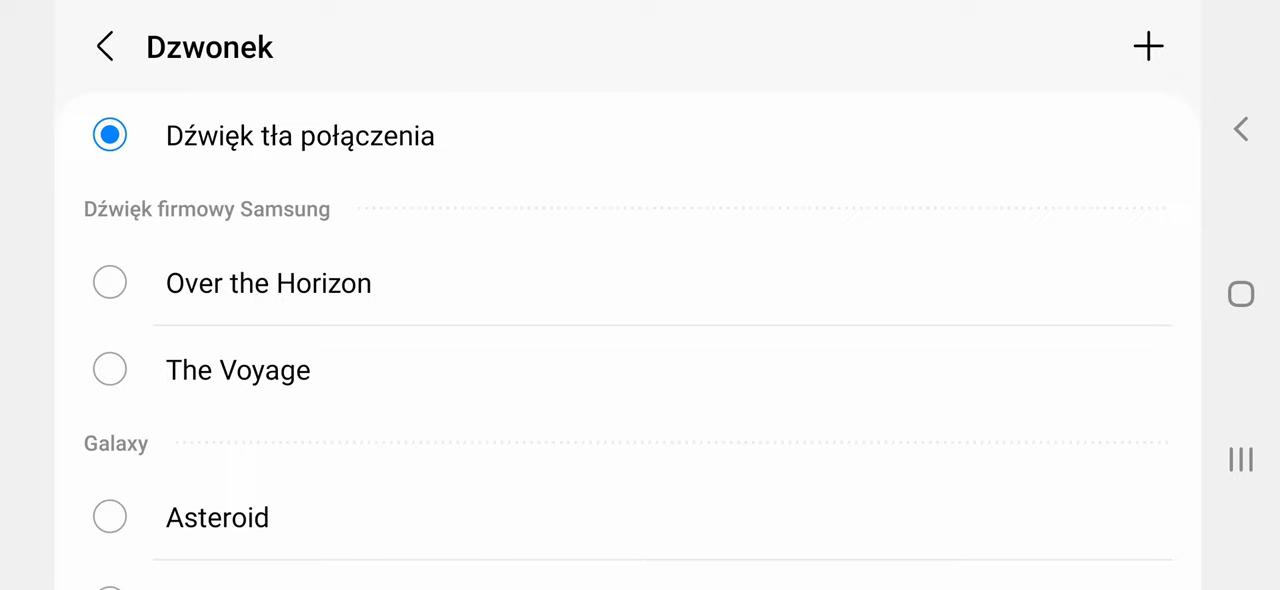 Dzwonek
Dźwięk tła połączenia
Dźwięk firmowy Samsung
Over the Horizon
The Voyage
Galaxy
Asteroid